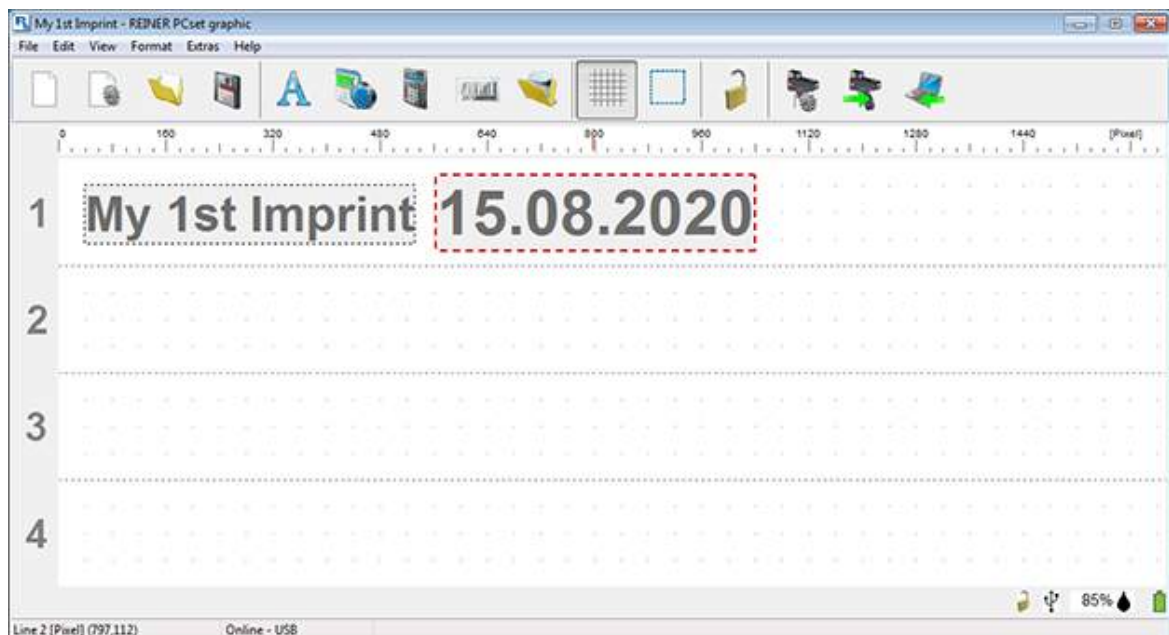 My 1st Imprint - REINER PCset graphic
File Edit View Format Extras Help
0 160 320 480 640 800 960 1120 1280 1440 [Pixel]
1 My 1st Imprint 15.08.2020
2
3
4
85%
Line 2 [Pixel] (797,112) Online - USB